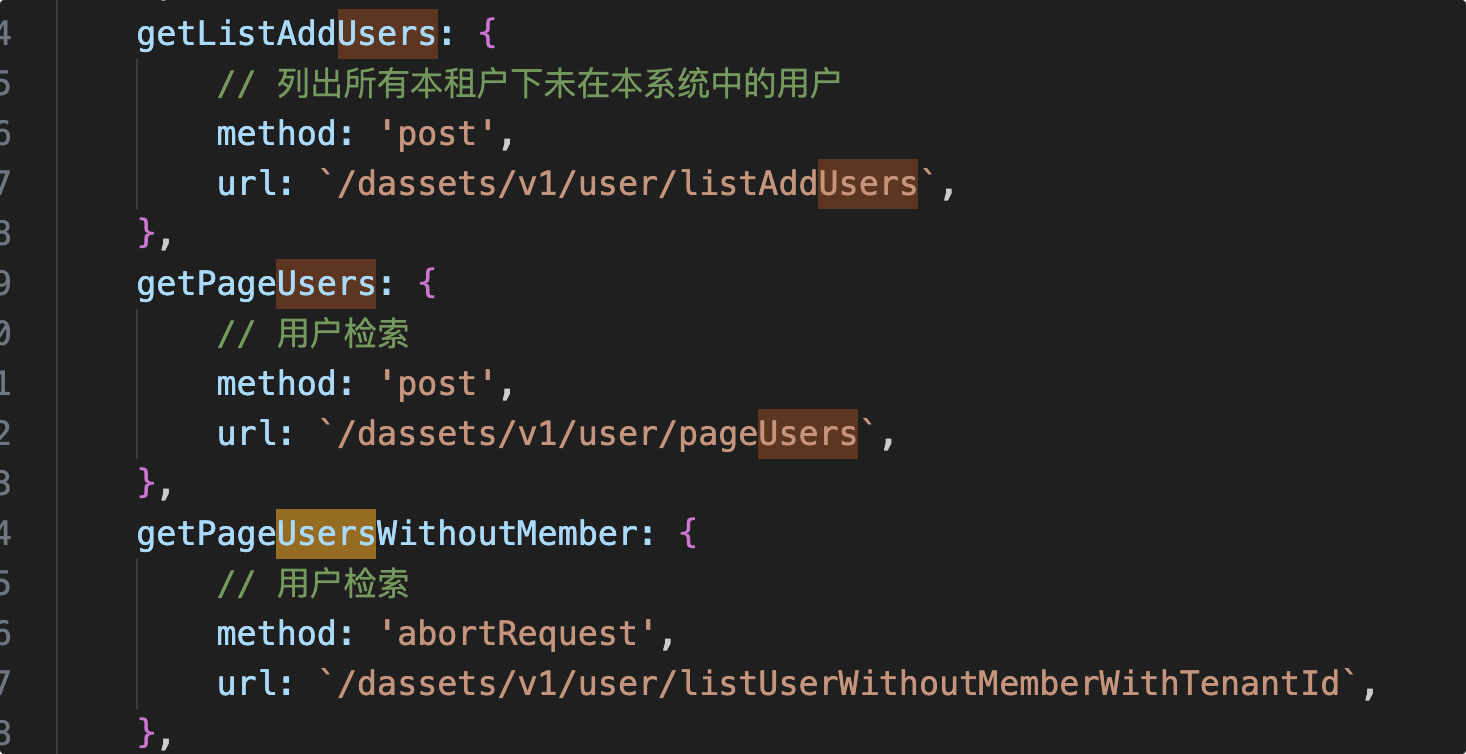 4 getListAddUsers: {
5 // 列出所有本租户下未在本系统中的用户
6 method: 'post',
7 url: `/dassets/v1/user/listAddUsers`,
8 },
9 getPageUsers: {
0 // 用户检索
1 method: 'post',
2 url: `/dassets/v1/user/pageUsers`,
3 },
4 getPageUsersWithoutMember: {
5 // 用户检索
6 method: 'abortRequest',
7 url: `/dassets/v1/user/listUserWithoutMemberWithTenantId`,
8 },